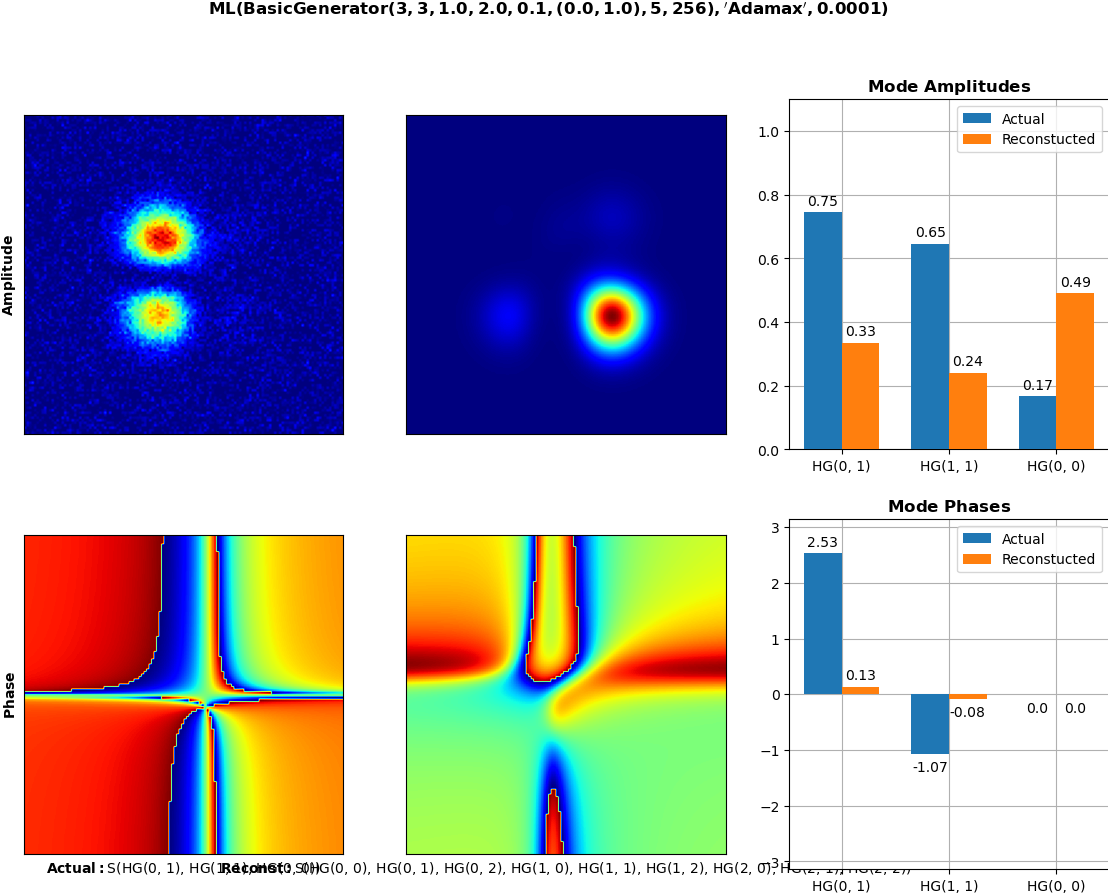 ML(BasicGenerator(3, 3, 1.0, 2.0, 0.1, (0.0, 1.0), 5, 256), ′Adamax′, 0.0001)
Amplitude
Mode Amplitudes
Actual
Reconstucted
1.0
0.8
0.6
0.4
0.2
0.0
0.75
0.33
0.65
0.24
0.17
0.49
HG(0, 1)
HG(1, 1)
HG(0, 0)
Phase
Mode Phases
Actual
Reconstucted
3
2
1
0
−1
−2
−3
2.53
0.13
-1.07
-0.08
0.0
0.0
HG(0, 1)
HG(1, 1)
HG(0, 0)
Actual: S(HG(0, 1),
HG(0, 0), HG(0, 1), HG(0, 2), HG(1, 0), HG(1, 1), HG(1, 2), HG(2, 0),